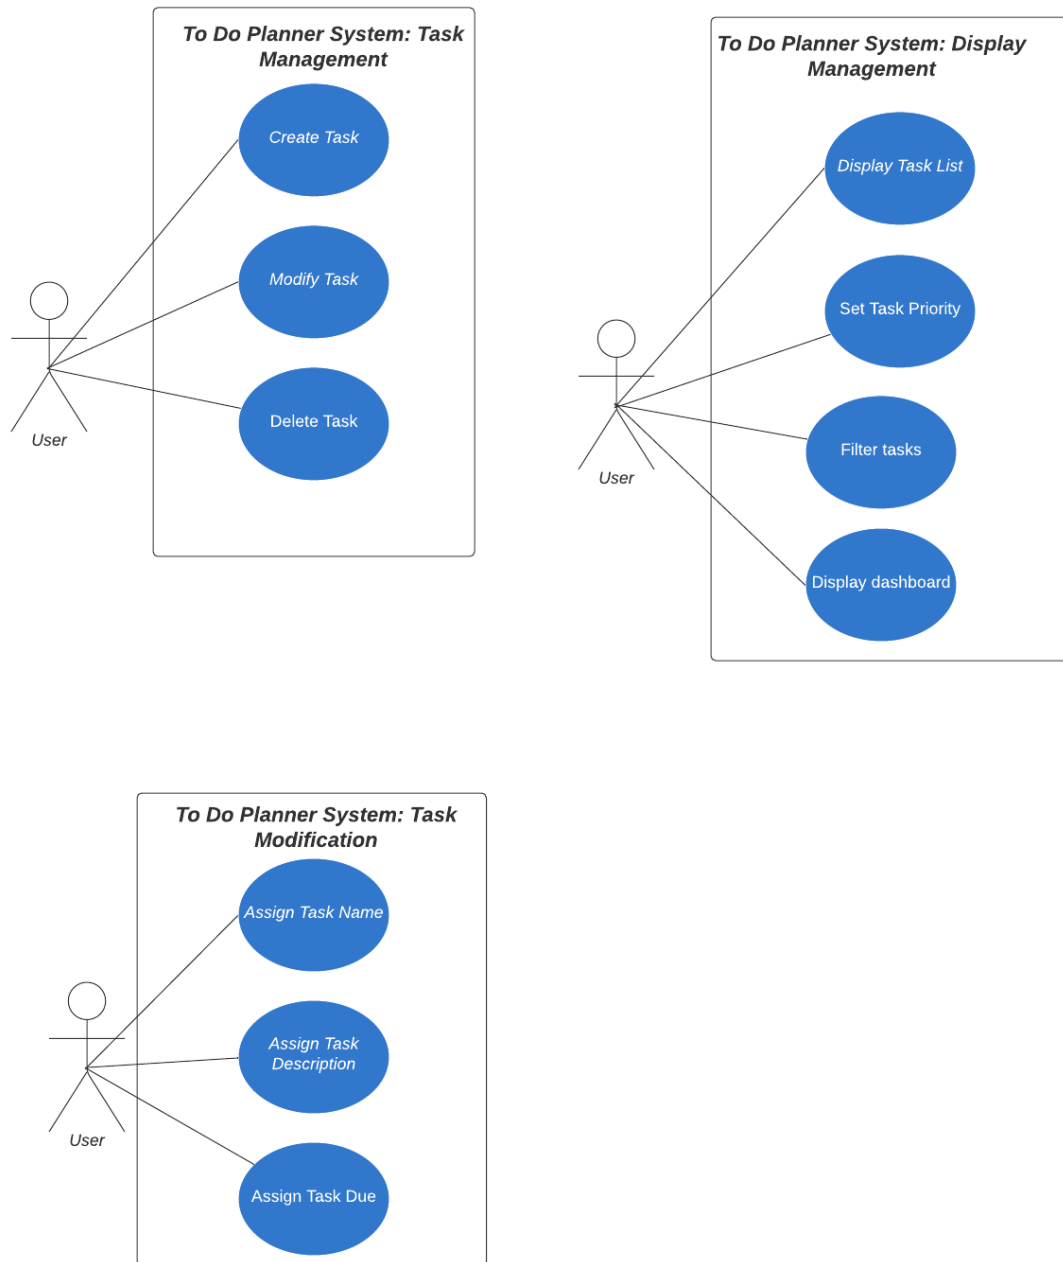 To Do Planner System: Task
Management
Create Task
Modify Task
Delete Task
User
To Do Planner System: Display
Management
Display Task List
Set Task Priority
Filter tasks
Display dashboard
User
To Do Planner System: Task
Modification
Assign Task Name
Assign Task
Description
Assign Task Due
User